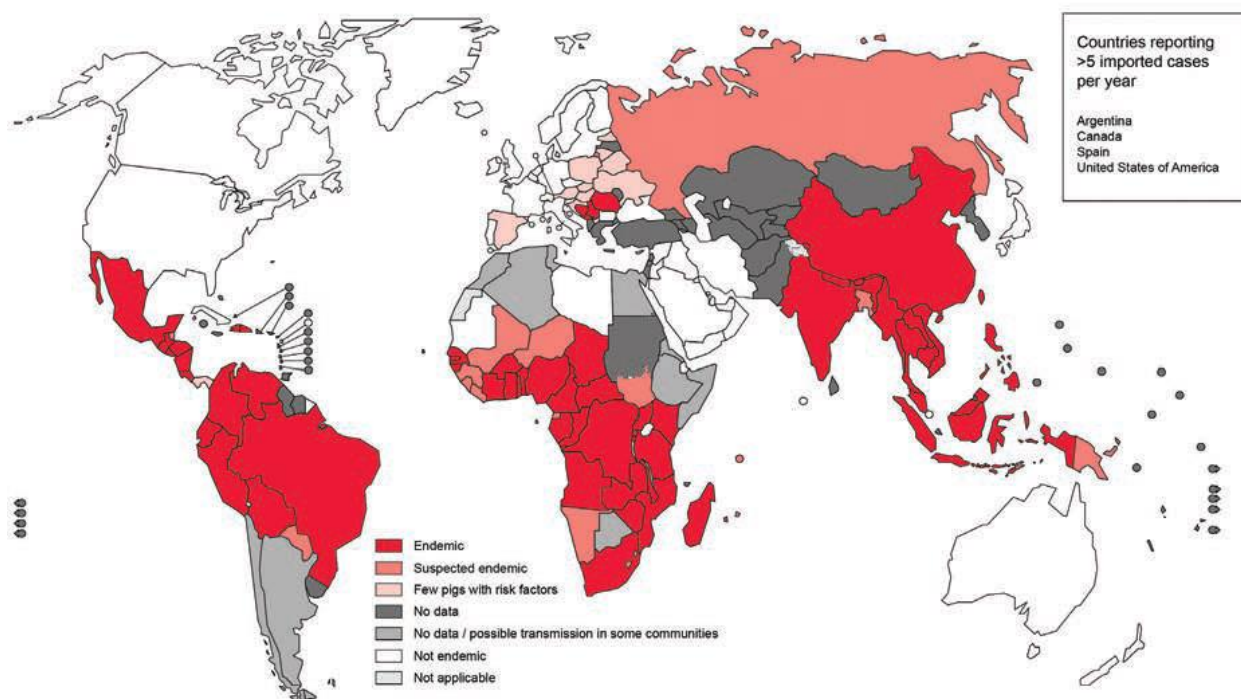 Countries reporting
>5 imported cases
per year
Argentina
Canada
Spain
United States of America
Endemic
Suspected endemic
Few pigs with risk factors
No data
No data / possible transmission in some communities
Not endemic
Not applicable